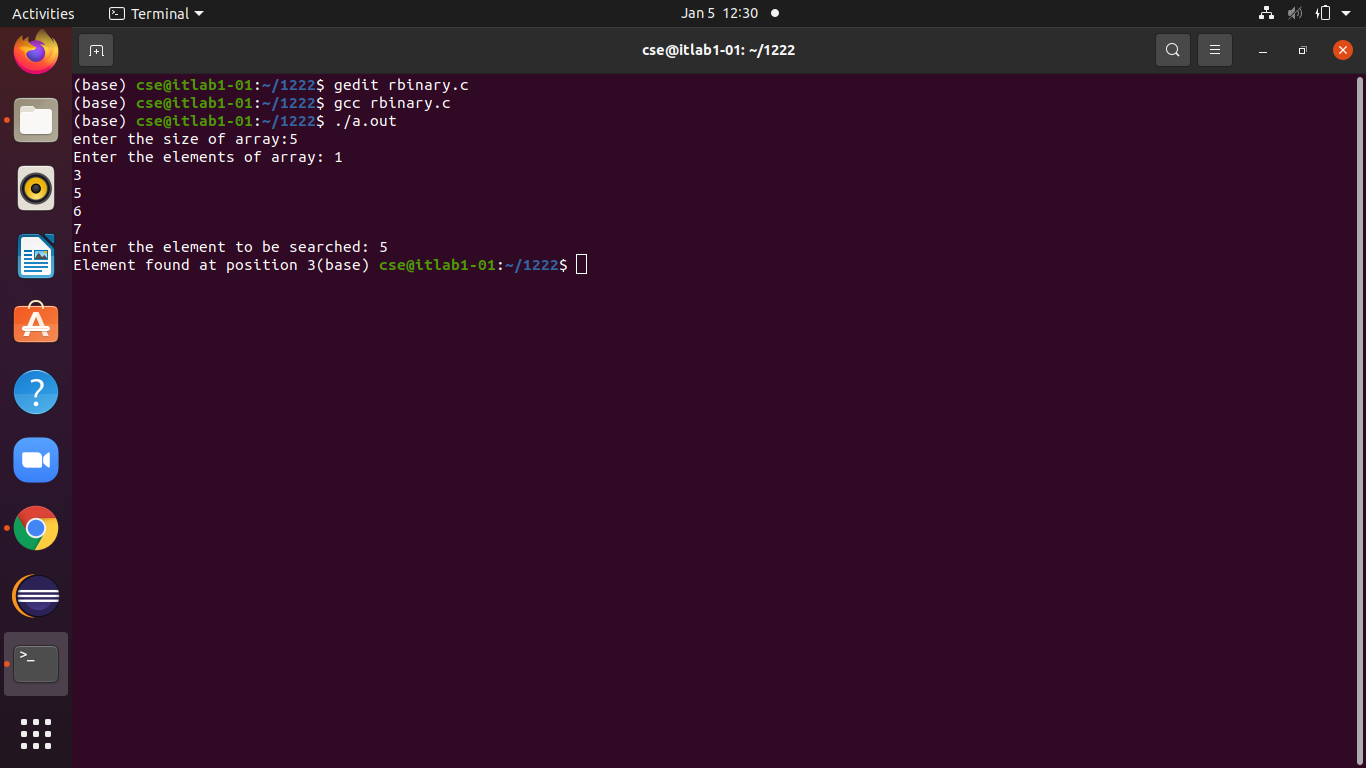 Activities
Terminal
Jan 5 12:30
cse@itlab1-01: ~/1222
(base) cse@itlab1-01:~/1222$ gedit rbinary.c
(base) cse@itlab1-01:~/1222$ gcc rbinary.c
(base) cse@itlab1-01:~/1222$ ./a.out
enter the size of array:5
Enter the elements of array: 1
3
5
6
7
Enter the element to be searched: 5
Element found at position 3(base) cse@itlab1-01:~/1222$